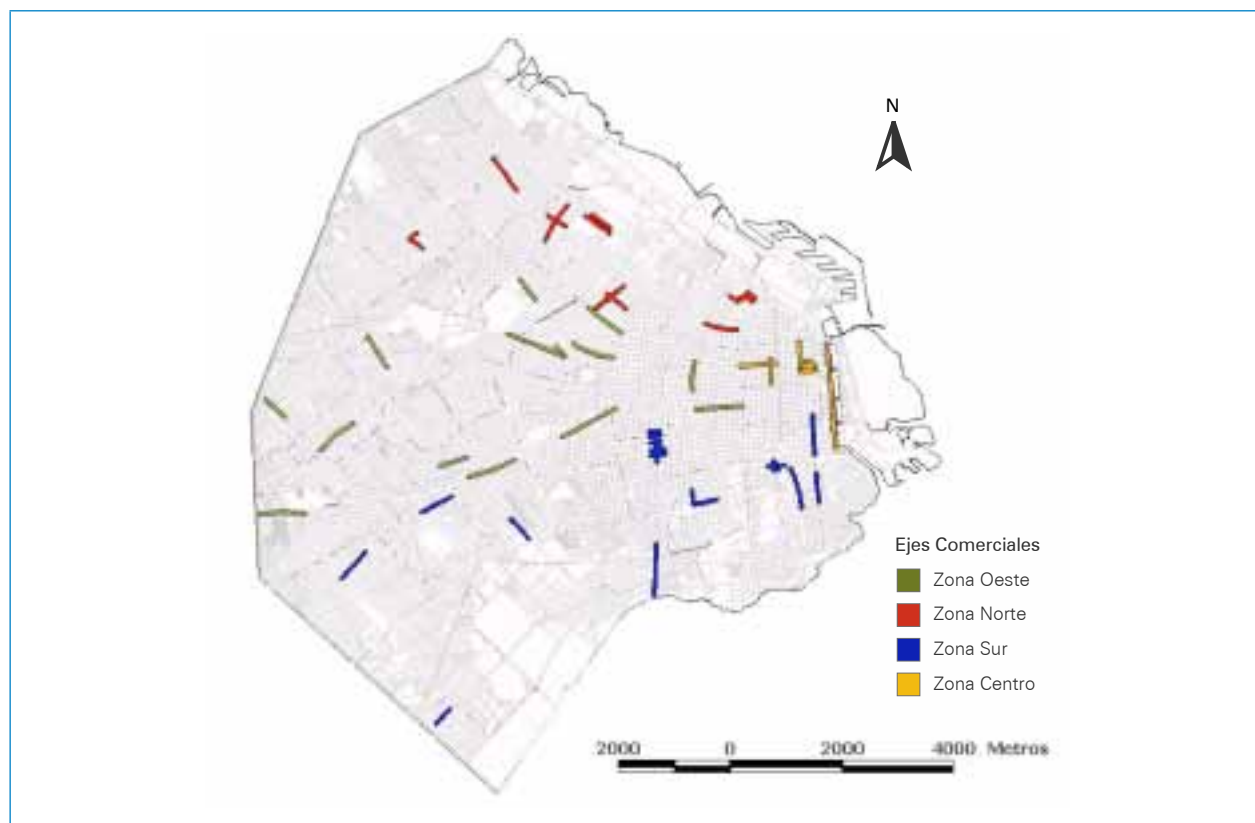 N
Ejes Comerciales
Zona Oeste
Zona Norte
Zona Sur
Zona Centro
2000 0 2000 4000 Metros